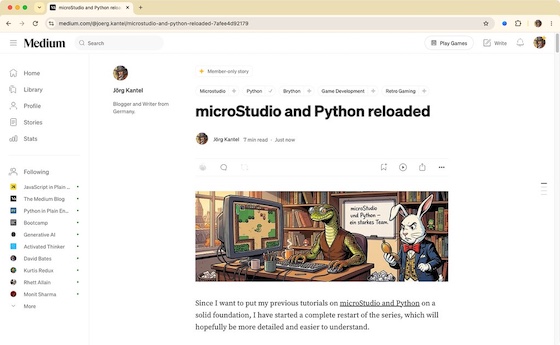 microStudio and Python relo
medium.com/@joerg.kantel/microstudio-and-python-reloaded-7afee4d92179
Medium
Search
Play Games
Write
Home
Library
Profile
Stories
Stats
Following
JavaScript in Plain ...
The Medium Blog
Python in Plain En...
Bootcamp
Generative AI
Activated Thinker
David Bates
Kurtis Redux
Rhett Allain
Monit Sharma
More
Jörg Kantel
Blogger and Writer from
Germany.
Member-only story
Microstudio
Python
Brython
Game Development
Retro Gaming
microStudio and Python reloaded
Jörg Kantel 7 min read · Just now
microStudio
und Python –
ein starkes Team.
Since I want to put my previous tutorials on microStudio and Python on a
solid foundation, I have started a complete restart of the series, which will
hopefully be more detailed and easier to understand.